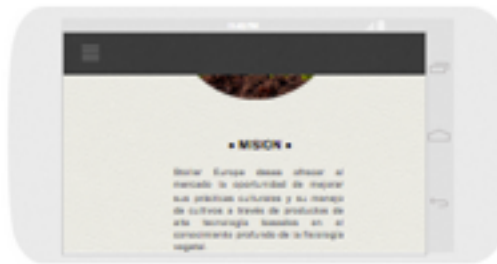 • MISION •
Stoller Europe desea ofrecer al
mercado la oportunidad de mejorar
sus prácticas culturales y su manejo
de cultivos a través de productos de
alta tecnología basados en el
conocimiento profundo de la fisiología
vegetal.